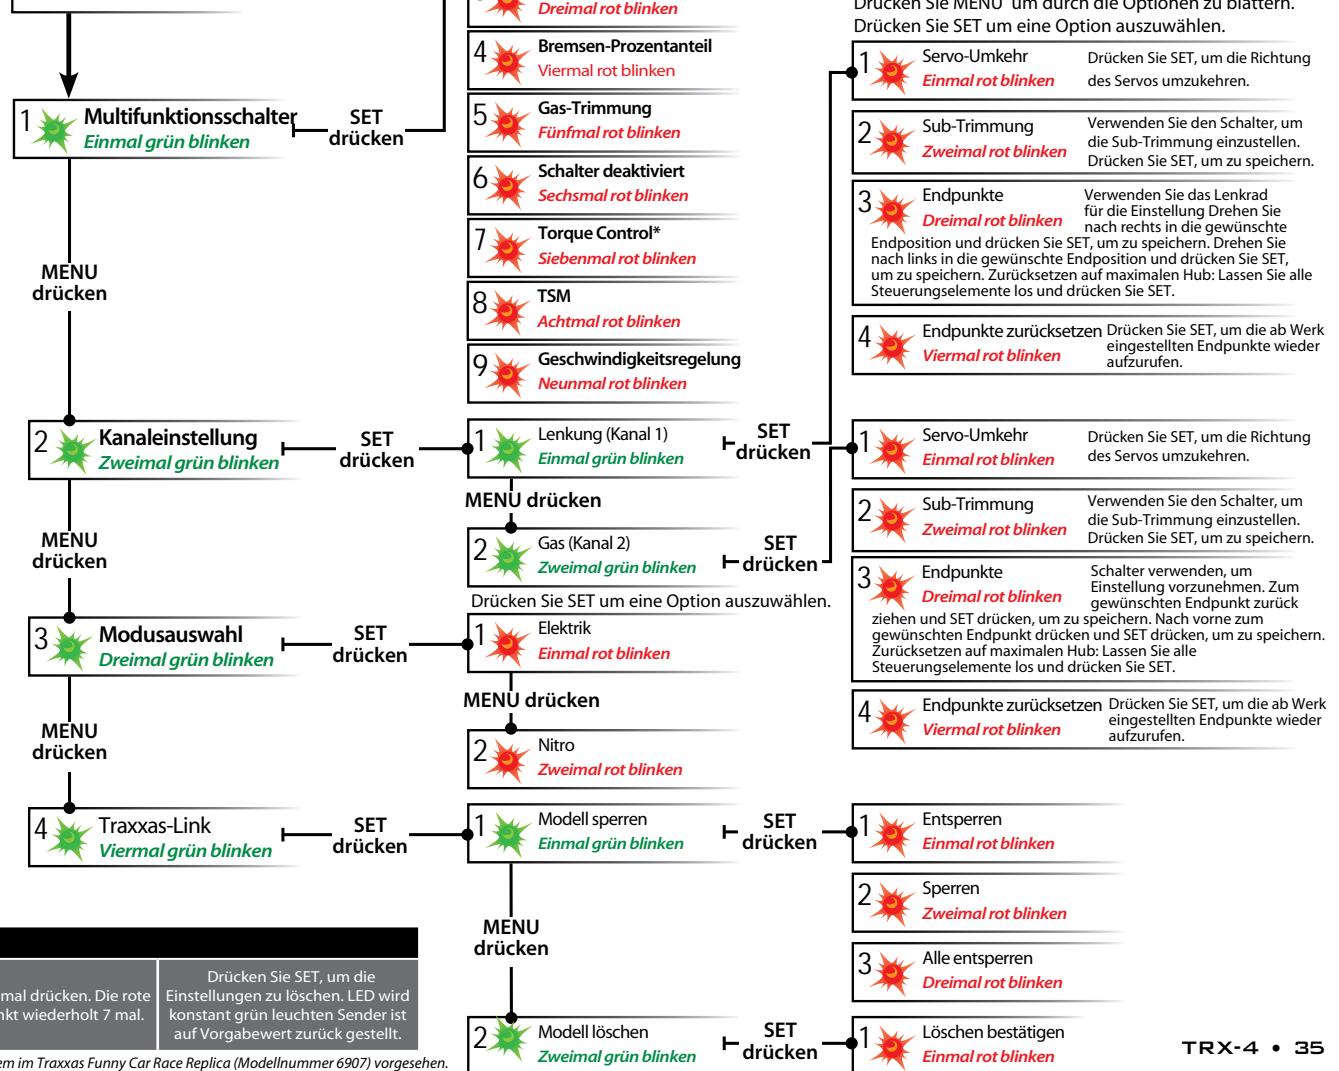 Dreimal rot blinken
4
Bremsen-Prozentanteil
Viermal rot blinken
5
Gas-Trimmung
Fünfmal rot blinken
6
Schalter deaktiviert
Sechsmal rot blinken
7
Torque Control*
Siebenmal rot blinken
8
TSM
Achtmal rot blinken
9
Geschwindigkeitsregelung
Neunmal rot blinken
1
Multifunktionsschalter
Einmal grün blinken
SET
drücken
MENU
drücken
2
Kanaleinstellung
Zweimal grün blinken
SET
drücken
1
Lenkung (Kanal 1)
Einmal grün blinken
SET
drücken
MENU drücken
2
Gas (Kanal 2)
Zweimal grün blinken
SET
drücken
Drücken Sie MENU um durch die Optionen zu blättern.
Drücken Sie SET um eine Option auszuwählen.
1
Servo-Umkehr
Einmal rot blinken
Drücken Sie SET, um die Richtung
des Servos umzukehren.
2
Sub-Trimmung
Zweimal rot blinken
Verwenden Sie den Schalter, um
die Sub-Trimmung einzustellen.
Drücken Sie SET, um zu speichern.
3
Endpunkte
Dreimal rot blinken
Verwenden Sie das Lenkrad
für die Einstellung Drehen Sie
nach rechts in die gewünschte
Endposition und drücken Sie SET, um zu speichern. Drehen Sie
nach links in die gewünschte Endposition und drücken Sie SET,
um zu speichern. Zurücksetzen auf maximalen Hub: Lassen Sie alle
Steuerungselemente los und drücken Sie SET.
4
Endpunkte zurücksetzen
Viermal rot blinken
Drücken Sie SET, um die ab Werk
eingestellten Endpunkte wieder
aufzurufen.
1
Servo-Umkehr
Einmal rot blinken
Drücken Sie SET, um die Richtung
des Servos umzukehren.
2
Sub-Trimmung
Zweimal rot blinken
Verwenden Sie den Schalter, um
die Sub-Trimmung einzustellen.
Drücken Sie SET, um zu speichern.
3
Endpunkte
Dreimal rot blinken
Schalter verwenden, um
Einstellung vorzunehmen. Zum
gewünschten Endpunkt zurück
ziehen und SET drücken, um zu speichern. Nach vorne zum
gewünschten Endpunkt drücken und SET drücken, um zu speichern.
Zurücksetzen auf maximalen Hub: Lassen Sie alle
Steuerungselemente los und drücken Sie SET.
4
Endpunkte zurücksetzen
Viermal rot blinken
Drücken Sie SET, um die ab Werk
eingestellten Endpunkte wieder
aufzurufen.
MENU
drücken
3
Modusauswahl
Dreimal grün blinken
SET
drücken
Drücken Sie SET um eine Option auszuwählen.
1
Elektrik
Einmal rot blinken
MENU drücken
2
Nitro
Zweimal rot blinken
MENU
drücken
4
Traxxas-Link
Viermal grün blinken
SET
drücken
1
Modell sperren
Einmal grün blinken
SET
drücken
1
Entsperren
Einmal rot blinken
2
Sperren
Zweimal rot blinken
3
Alle entsperren
Dreimal rot blinken
MENU
drücken
2
Modell löschen
Zweimal grün blinken
SET
drücken
1
Löschen bestätigen
Einmal rot blinken
mal drücken. Die rote
nkt wiederholt 7 mal.
Drücken Sie SET, um die
Einstellungen zu löschen. LED wird
konstant grün leuchten Sender ist
auf Vorgabewert zurück gestellt.
em im Traxxas Funny Car Race Replica (Modellnummer 6907) vorgesehen.
TRX-4 • 35